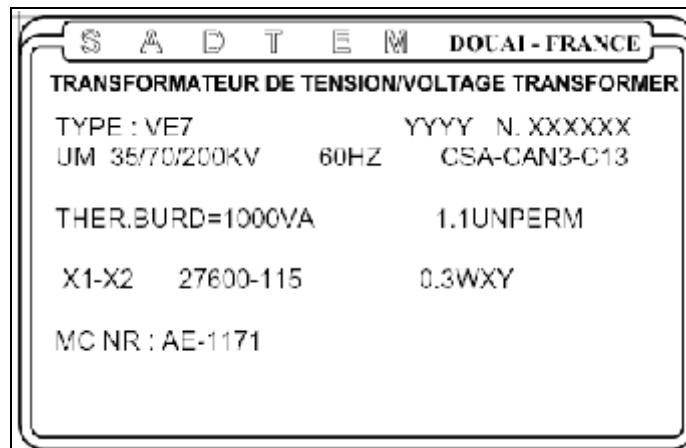 SADTEM DOUAI - FRANCE
TRANSFORMATEUR DE TENSION/VOLTAGE TRANSFORMER
TYPE : VE7 YYYY N. XXXXXX
UM 35/70/200KV 60HZ CSA-CAN3-C13
THER.BURD=1000VA 1.1UNPERM
X1-X2 27600-115 0.3WXY
MC NR : AE-1171